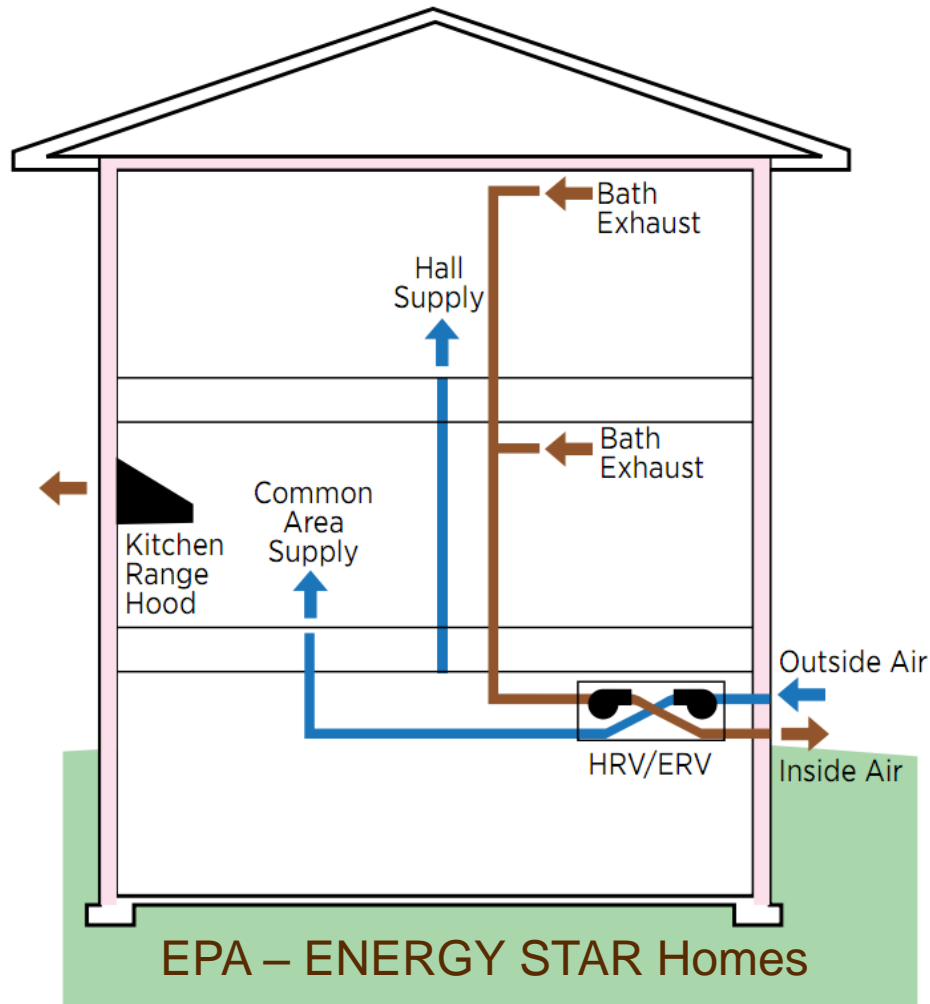 Bath
Exhaust
Hall
Supply
Bath
Exhaust
Common
Area
Supply
Kitchen
Range
Hood
Outside Air
HRV/ERV
Inside Air
EPA – ENERGY STAR Homes